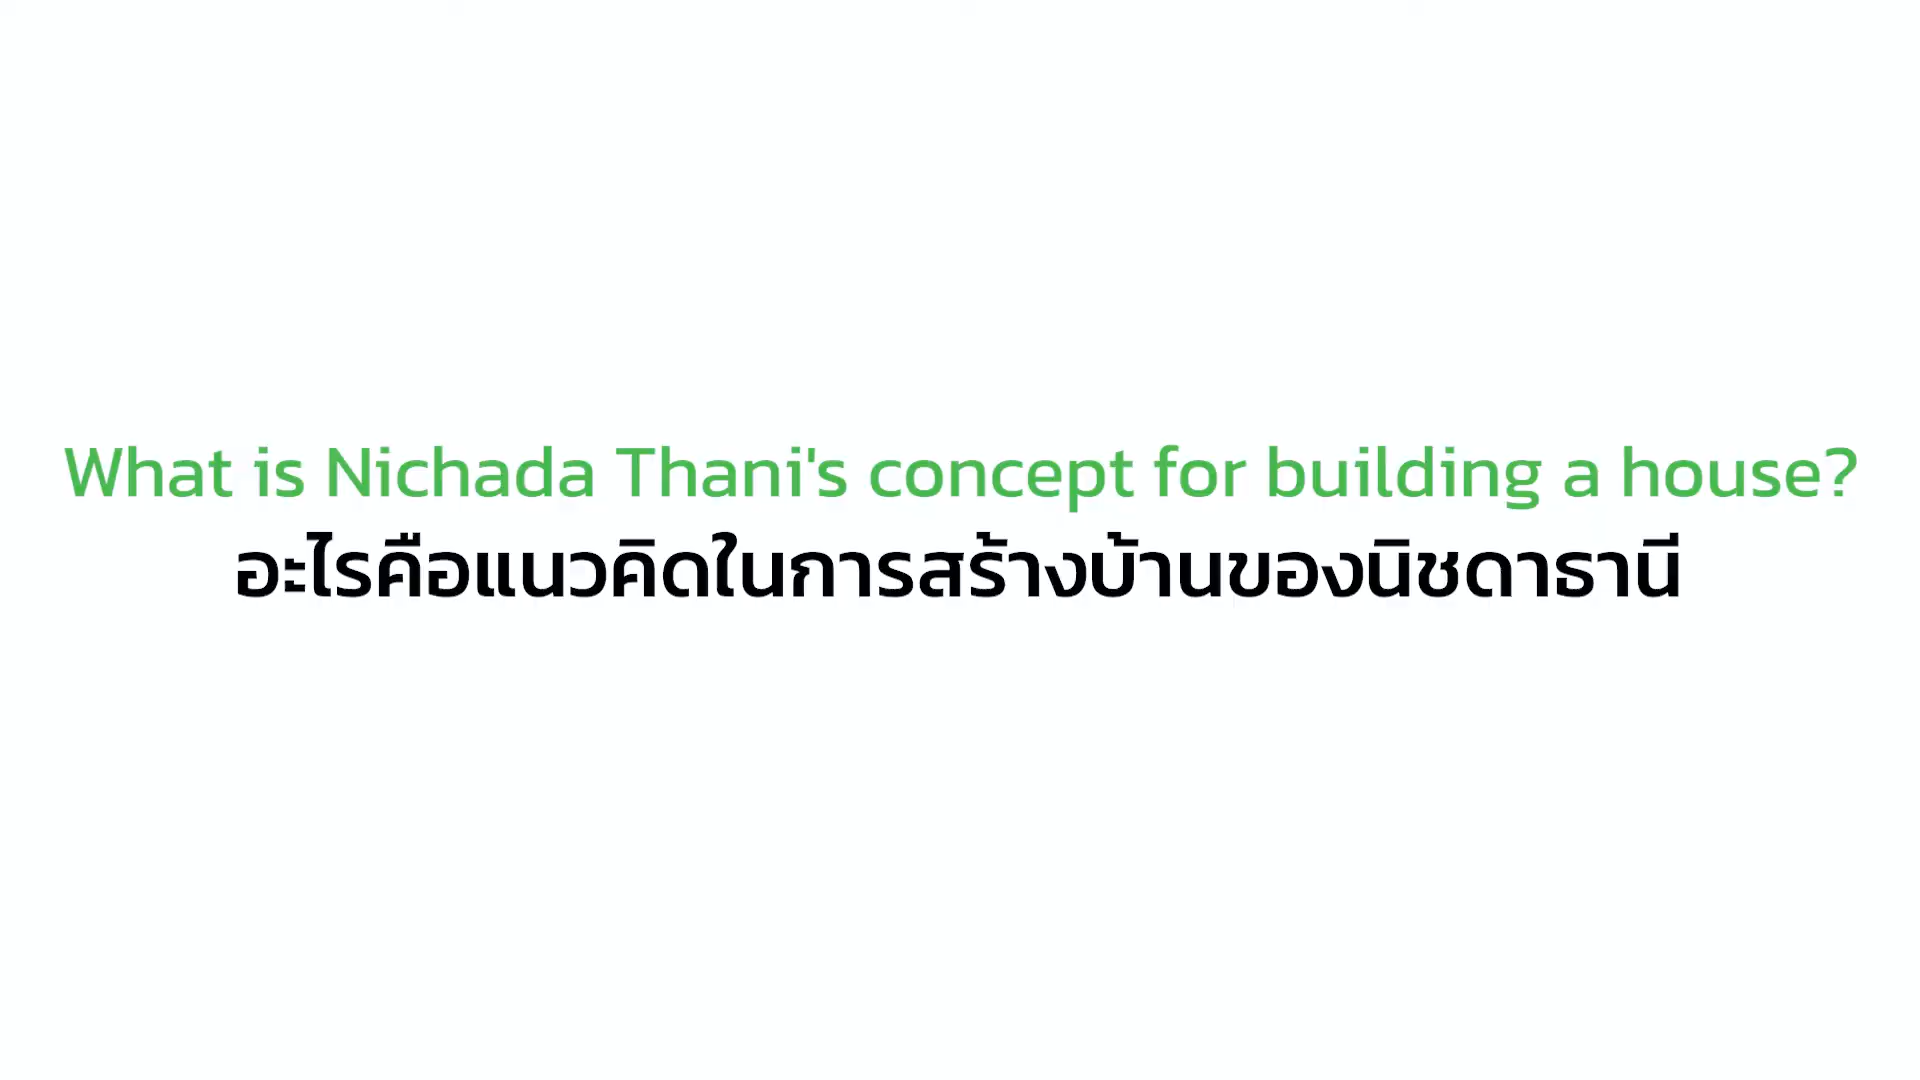 What is Nichada Thani's concept for building a house?
อะไรคือแนวคิดในการสร้างบ้านของนิชดาธานี